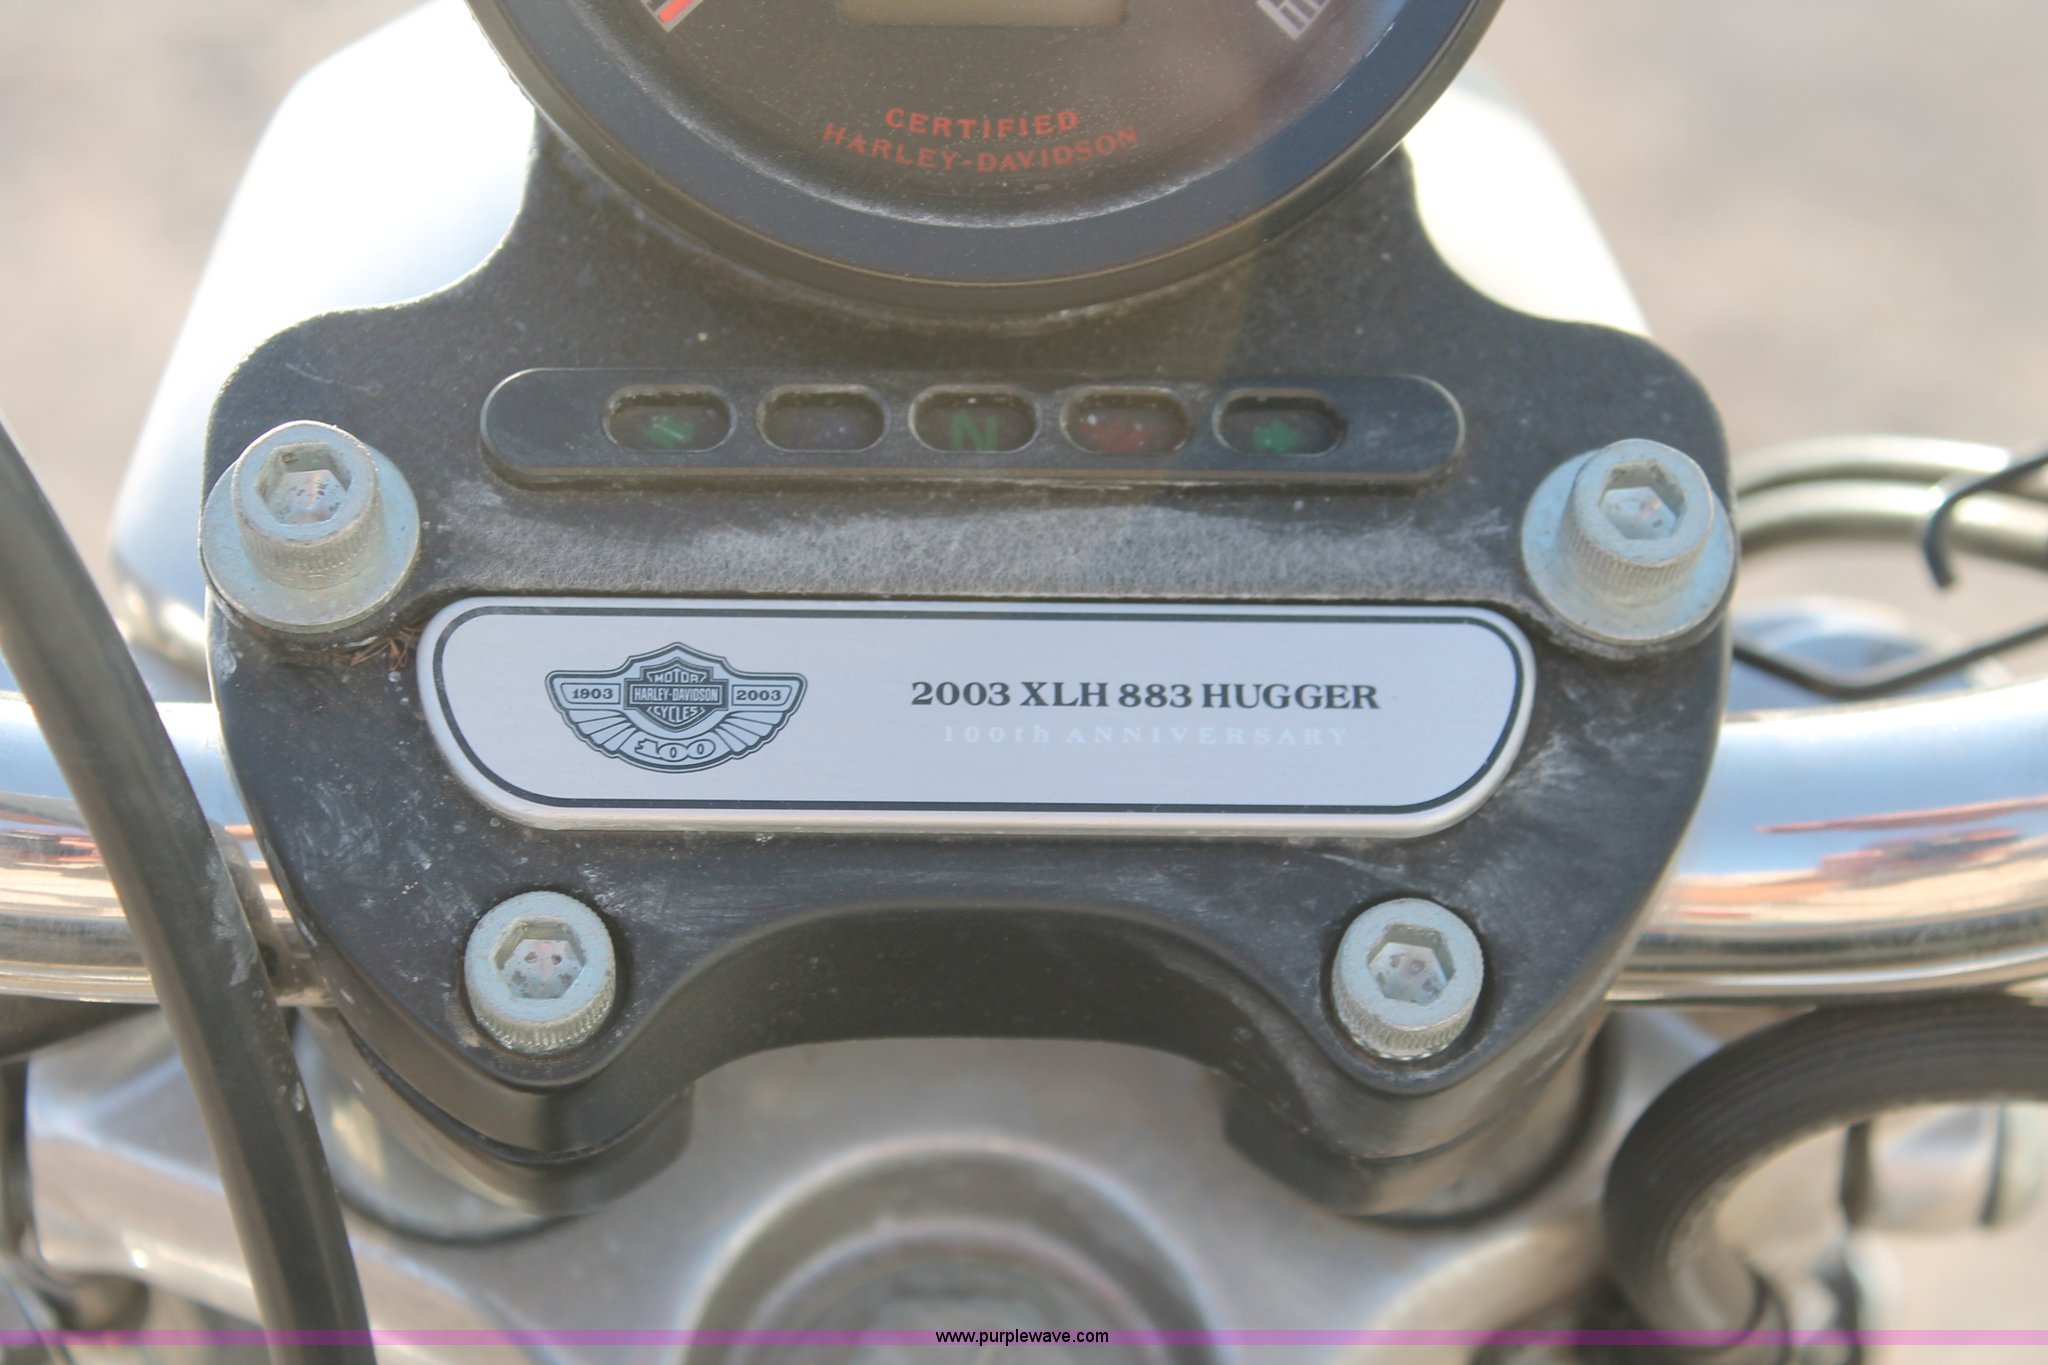 CERTIFIED
HARLEY-DAVIDSON
N
MOTOR
1903 HARLEY-DAVIDSON 2003
CYCLES
100
2003 XLH 883 HUGGER
100th ANNIVERSARY
www.purplewave.com